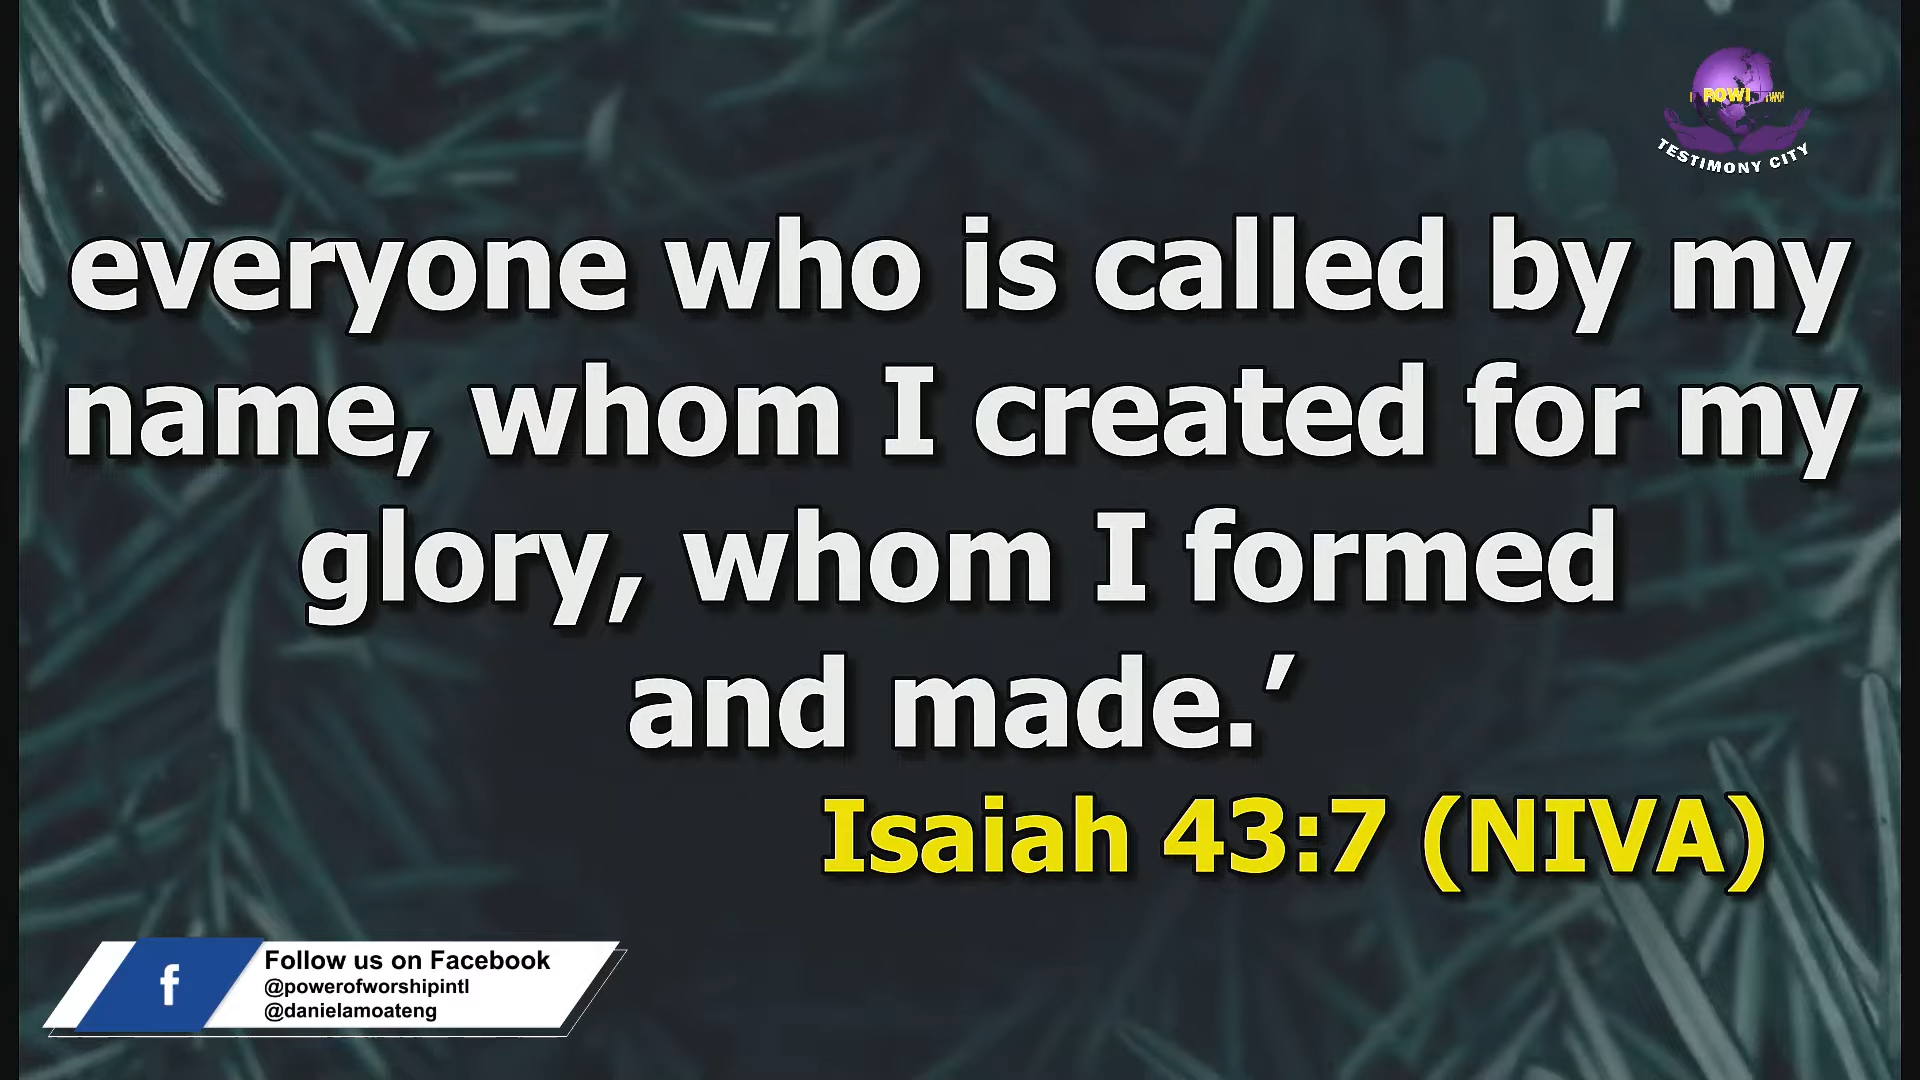 POWI
TESTIMONY CITY
everyone who is called by my
name, whom I created for my
glory, whom I formed
and made.’
Isaiah 43:7 (NIVA)
f
Follow us on Facebook
@powerofworshipintl
@danielamoateng